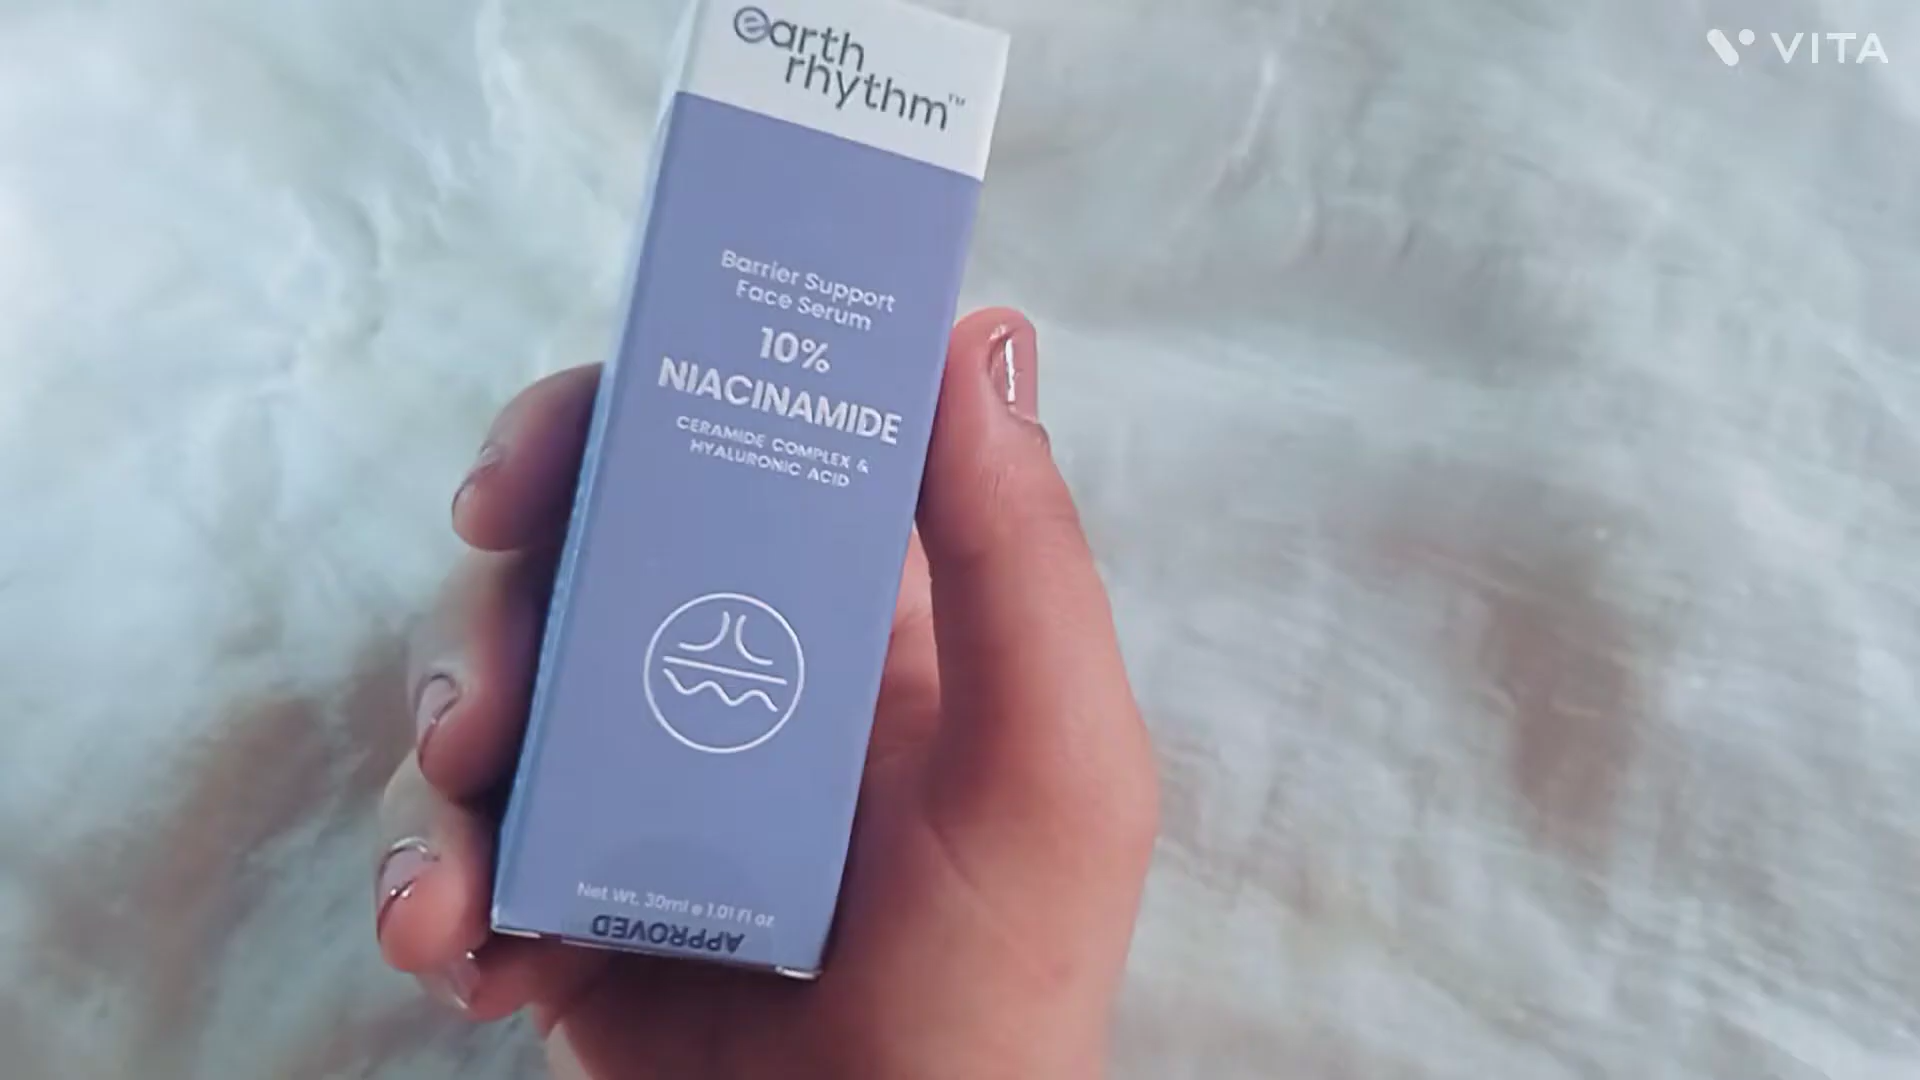 earth
rhythm™
VITA
Barrier Support
Face Serum
10%
NIACINAMIDE
CERAMIDE COMPLEX &
HYALURONIC ACID
Net Wt. 30ml e 1.01 Fl oz
APPROVED